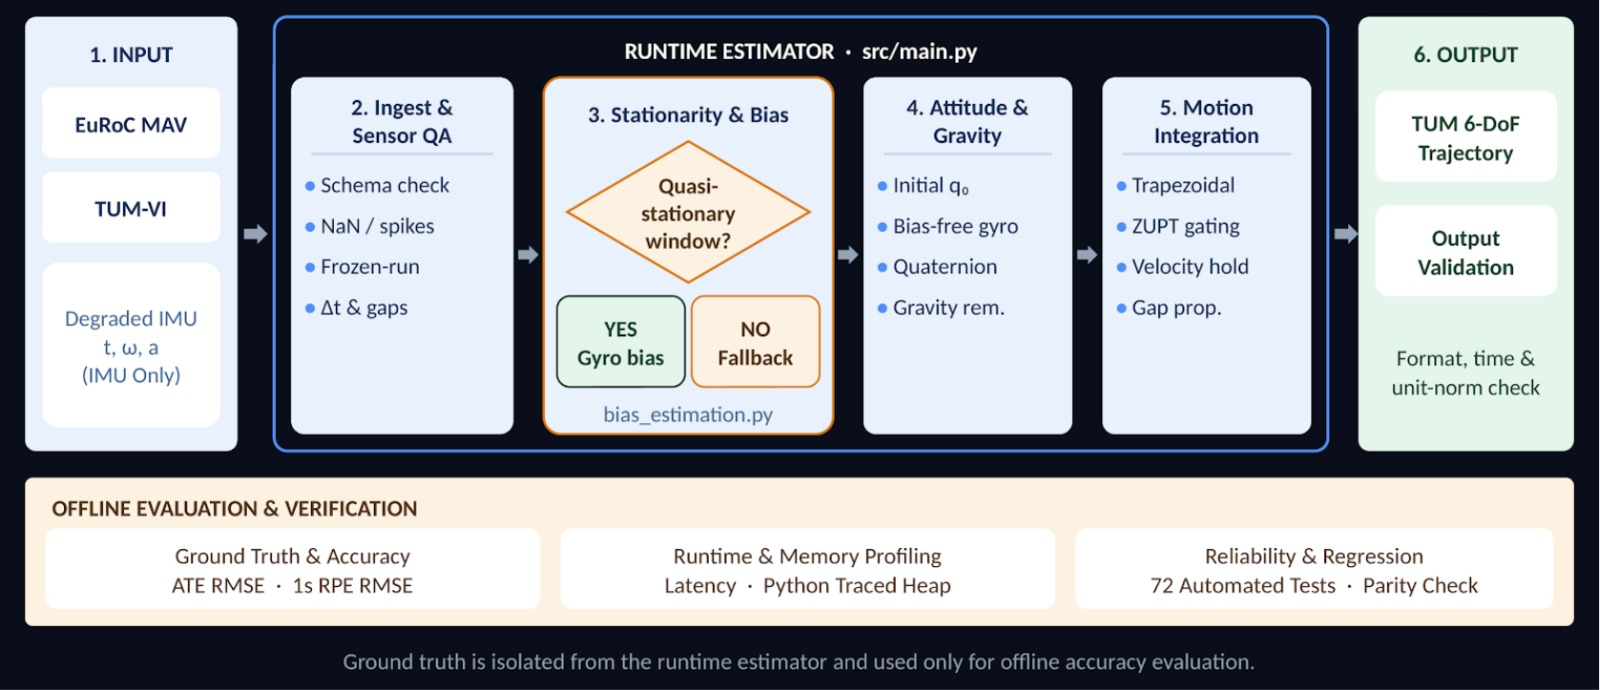 1. INPUT
EuRoC MAV
TUM-VI
Degraded IMU
t, ω, a
(IMU Only)
RUNTIME ESTIMATOR · src/main.py
2. Ingest &
Sensor QA
Schema check
NaN / spikes
Frozen-run
Δt & gaps
3. Stationarity & Bias
Quasi-
stationary
window?
YES
Gyro bias
NO
Fallback
bias_estimation.py
4. Attitude &
Gravity
Initial q₀
Bias-free gyro
Quaternion
Gravity rem.
5. Motion
Integration
Trapezoidal
ZUPT gating
Velocity hold
Gap prop.
6. OUTPUT
TUM 6-DoF
Trajectory
Output
Validation
Format, time &
unit-norm check
OFFLINE EVALUATION & VERIFICATION
Ground Truth & Accuracy
ATE RMSE · 1s RPE RMSE
Runtime & Memory Profiling
Latency · Python Traced Heap
Reliability & Regression
72 Automated Tests · Parity Check
Ground truth is isolated from the runtime estimator and used only for offline accuracy evaluation.